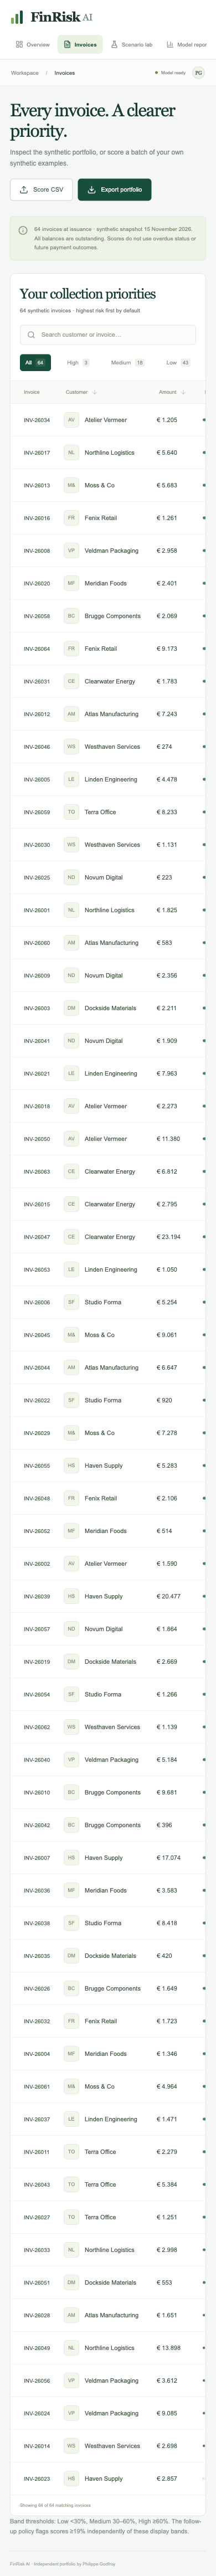 FinRisk AI
Overview Invoices Scenario lab Model repor
Workspace / Invoices Model ready PG
Every invoice. A clearer
priority.
Inspect the synthetic portfolio, or score a batch of your own
synthetic examples.
Score CSV Export portfolio
64 invoices at issuance · synthetic snapshot 15 November 2026.
All balances are outstanding. Scores do not use overdue status or
future payment outcomes.
Your collection priorities
64 synthetic invoices · highest risk first by default
Search customer or invoice…
All 64 High 3 Medium 18 Low 43
Invoice Customer ↓ Amount ↓
INV-26034 AV Atelier Vermeer € 1.205
INV-26017 NL Northline Logistics € 5.640
INV-26013 M& Moss & Co € 5.683
INV-26016 FR Fenix Retail € 1.261
INV-26008 VP Veldman Packaging € 2.958
INV-26020 MF Meridian Foods € 2.401
INV-26058 BC Brugge Components € 2.069
INV-26064 FR Fenix Retail € 9.173
INV-26031 CE Clearwater Energy € 1.783
INV-26012 AM Atlas Manufacturing € 7.243
INV-26046 WS Westhaven Services € 274
INV-26005 LE Linden Engineering € 4.478
INV-26059 TO Terra Office € 8.233
INV-26030 WS Westhaven Services € 1.131
INV-26025 ND Novum Digital € 223
INV-26001 NL Northline Logistics € 1.825
INV-26060 AM Atlas Manufacturing € 583
INV-26009 ND Novum Digital € 2.356
INV-26003 DM Dockside Materials € 2.211
INV-26041 ND Novum Digital € 1.909
INV-26021 LE Linden Engineering € 7.963
INV-26018 AV Atelier Vermeer € 2.273
INV-26050 AV Atelier Vermeer € 11.380
INV-26063 CE Clearwater Energy € 6.812
INV-26015 CE Clearwater Energy € 2.795
INV-26047 CE Clearwater Energy € 23.194
INV-26053 LE Linden Engineering € 1.050
INV-26006 SF Studio Forma € 5.254
INV-26045 M& Moss & Co € 9.061
INV-26044 AM Atlas Manufacturing € 6.647
INV-26022 SF Studio Forma € 920
INV-26029 M& Moss & Co € 7.278
INV-26055 HS Haven Supply € 5.283
INV-26048 FR Fenix Retail € 2.106
INV-26052 MF Meridian Foods € 514
INV-26002 AV Atelier Vermeer € 1.590
INV-26039 HS Haven Supply € 20.477
INV-26057 ND Novum Digital € 1.864
INV-26019 DM Dockside Materials € 2.669
INV-26054 SF Studio Forma € 1.266
INV-26062 WS Westhaven Services € 1.139
INV-26040 VP Veldman Packaging € 5.184
INV-26010 BC Brugge Components € 9.681
INV-26042 BC Brugge Components € 396
INV-26007 HS Haven Supply € 17.074
INV-26036 MF Meridian Foods € 3.583
INV-26038 SF Studio Forma € 8.418
INV-26035 DM Dockside Materials € 420
INV-26026 BC Brugge Components € 1.649
INV-26032 FR Fenix Retail € 1.723
INV-26004 MF Meridian Foods € 1.346
INV-26061 M& Moss & Co € 4.964
INV-26037 LE Linden Engineering € 1.471
INV-26011 TO Terra Office € 2.279
INV-26043 TO Terra Office € 5.384
INV-26027 TO Terra Office € 1.251
INV-26033 NL Northline Logistics € 2.998
INV-26051 DM Dockside Materials € 553
INV-26028 AM Atlas Manufacturing € 1.651
INV-26049 NL Northline Logistics € 13.898
INV-26056 VP Veldman Packaging € 3.612
INV-26024 VP Veldman Packaging € 9.085
INV-26014 WS Westhaven Services € 2.698
INV-26023 HS Haven Supply € 2.857
Showing 64 of 64 matching invoices
Band thresholds: Low <30%, Medium 30–60%, High ≥60%. The follow-
up policy flags scores ≥19% independently of these display bands.
FinRisk AI · Independent portfolio by Philippa Godfroy